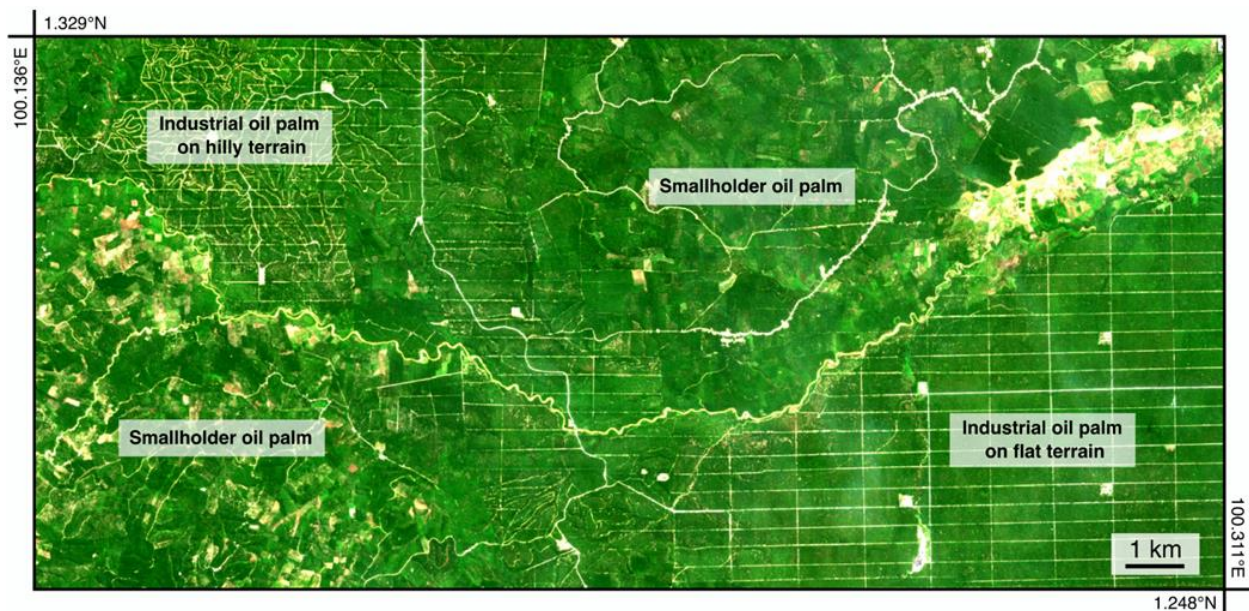 1.329°N
100.136°E
Industrial oil palm
on hilly terrain
Smallholder oil palm
Smallholder oil palm
Industrial oil palm
on flat terrain
1 km
100.311°E
1.248°N